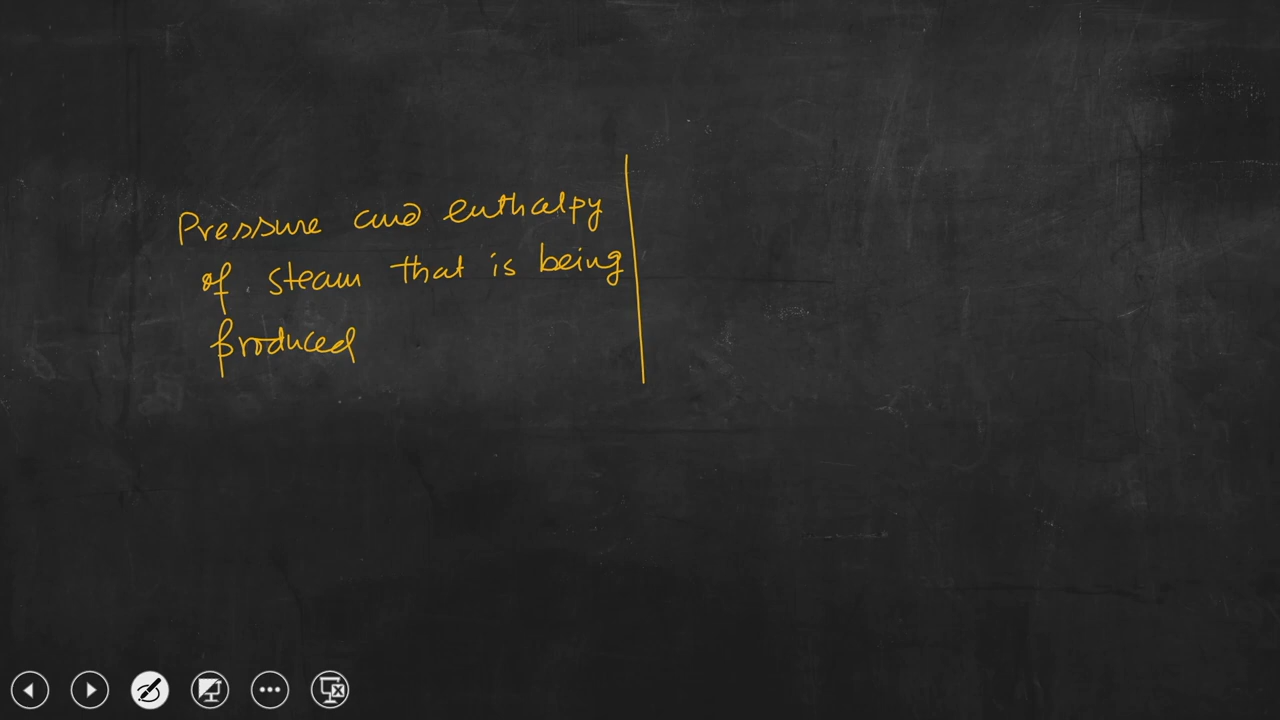 Pressure and enthalpy
of steam that is being
produced